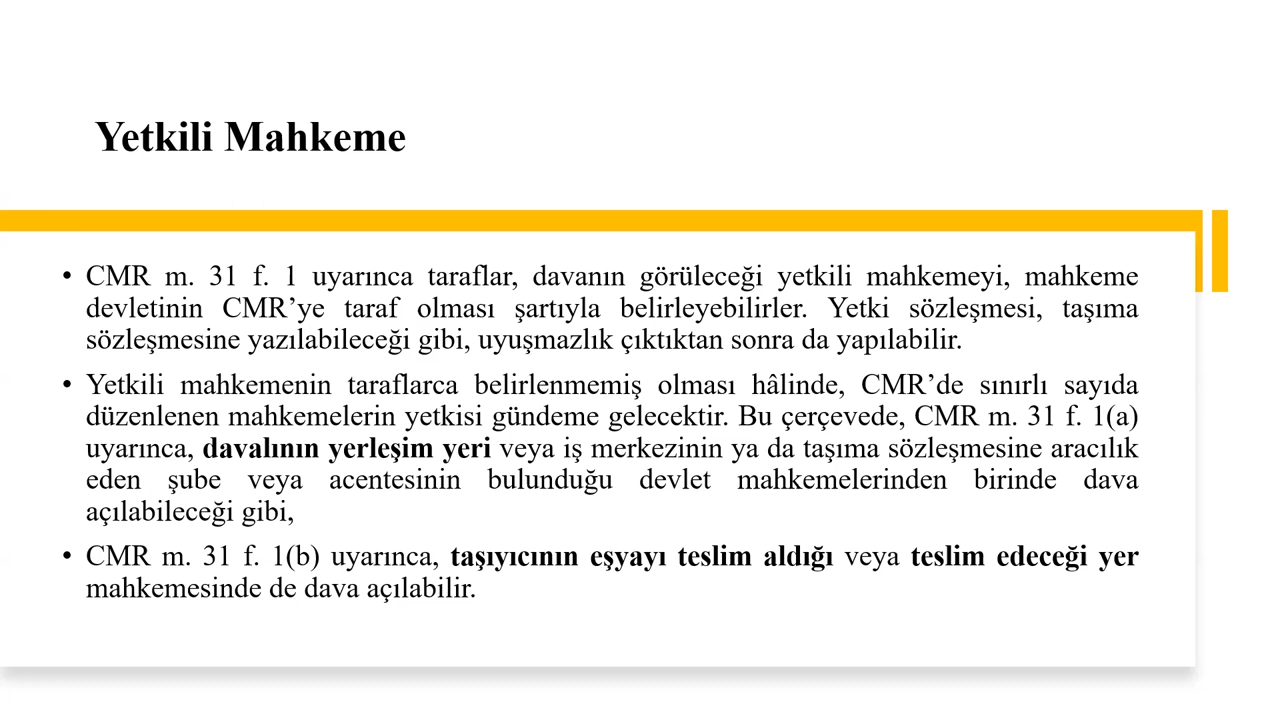 Yetkili Mahkeme
• CMR m. 31 f. 1 uyarınca taraflar, davanın görüleceği yetkili mahkemeyi, mahkeme
devletinin CMR’ye taraf olması şartıyla belirleyebilirler. Yetki sözleşmesi, taşıma
sözleşmesine yazılabileceği gibi, uyuşmazlık çıktıktan sonra da yapılabilir.
• Yetkili mahkemenin taraflarca belirlenmemiş olması hâlinde, CMR’de sınırlı sayıda
düzenlenen mahkemelerin yetkisi gündeme gelecektir. Bu çerçevede, CMR m. 31 f. 1(a)
uyarınca, davalının yerleşim yeri veya iş merkezinin ya da taşıma sözleşmesine aracılık
eden şube veya acentesinin bulunduğu devlet mahkemelerinden birinde dava
açılabileceği gibi,
• CMR m. 31 f. 1(b) uyarınca, taşıyıcının eşyayı teslim aldığı veya teslim edeceği yer
mahkemesinde de dava açılabilir.